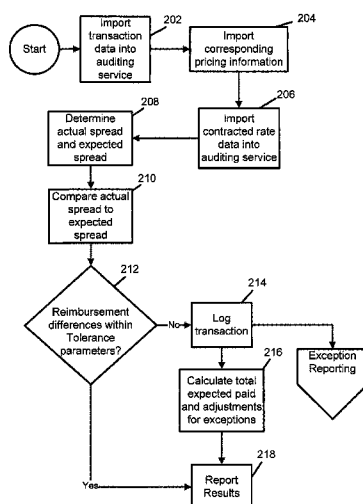 202
204
Start
Import
transaction
data into
auditing
service
Import
corresponding
pricing information
208
206
Determine
actual spread
and expected
spread
Import
contracted rate
data into
auditing service
210
Compare actual
spread to
expected
spread
212
Reimbursement
differences within
Tolerance
parameters?
No
214
Log
transaction
216
Exception
Reporting
Calculate total
expected paid
and adjustments
for exceptions
218
Yes
Report
Results